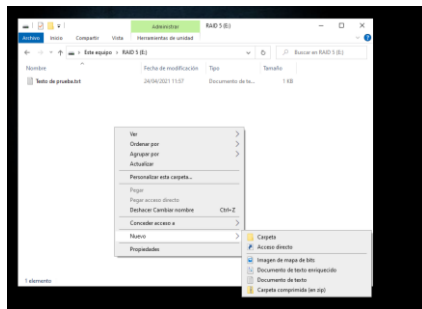 Administrar RAID 5 (E:)
Archivo Inicio Compartir Vista Herramientas de unidad
Este equipo > RAID 5 (E:)
Buscar en RAID 5 (E:)
Nombre Fecha de modificación Tipo Tamaño
Texto de prueba.txt 24/04/2021 11:57 Documento de te... 1 KB
Ver
Ordenar por
Agrupar por
Actualizar
Personalizar esta carpeta...
Pegar
Pegar acceso directo
Deshacer Cambiar nombre Ctrl+Z
Conceder acceso a
Nuevo
Propiedades
Carpeta
Acceso directo
Imagen de mapa de bits
Documento de texto enriquecido
Documento de texto
Carpeta comprimida (en zip)
1 elemento